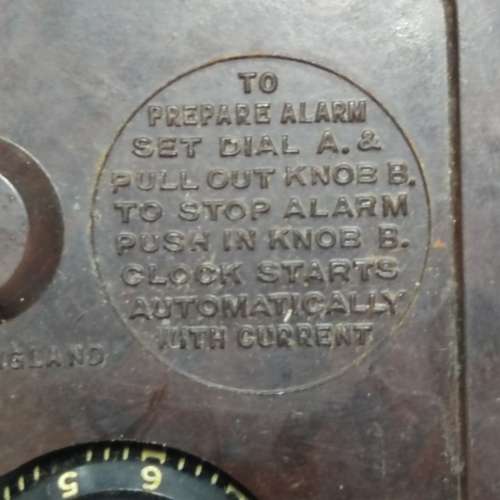 TO
PREPARE ALARM
SET DIAL A. &
PULL OUT KNOB B.
TO STOP ALARM
PUSH IN KNOB B.
CLOCK STARTS
AUTOMATICALLY
WITH CURRENT
NGLAND
5 6